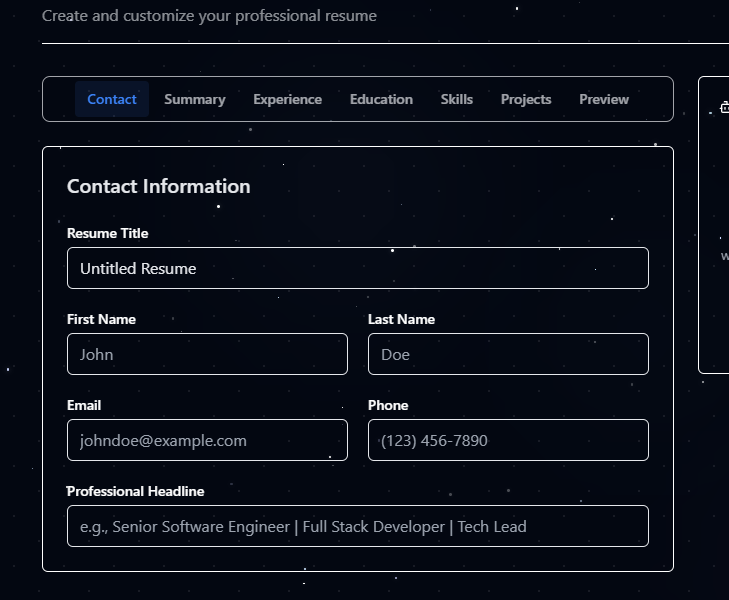 Create and customize your professional resume
Contact Summary Experience Education Skills Projects Preview
Contact Information
Resume Title
Untitled Resume
First Name Last Name
John Doe
Email Phone
johndoe@example.com (123) 456-7890
Professional Headline
e.g., Senior Software Engineer | Full Stack Developer | Tech Lead